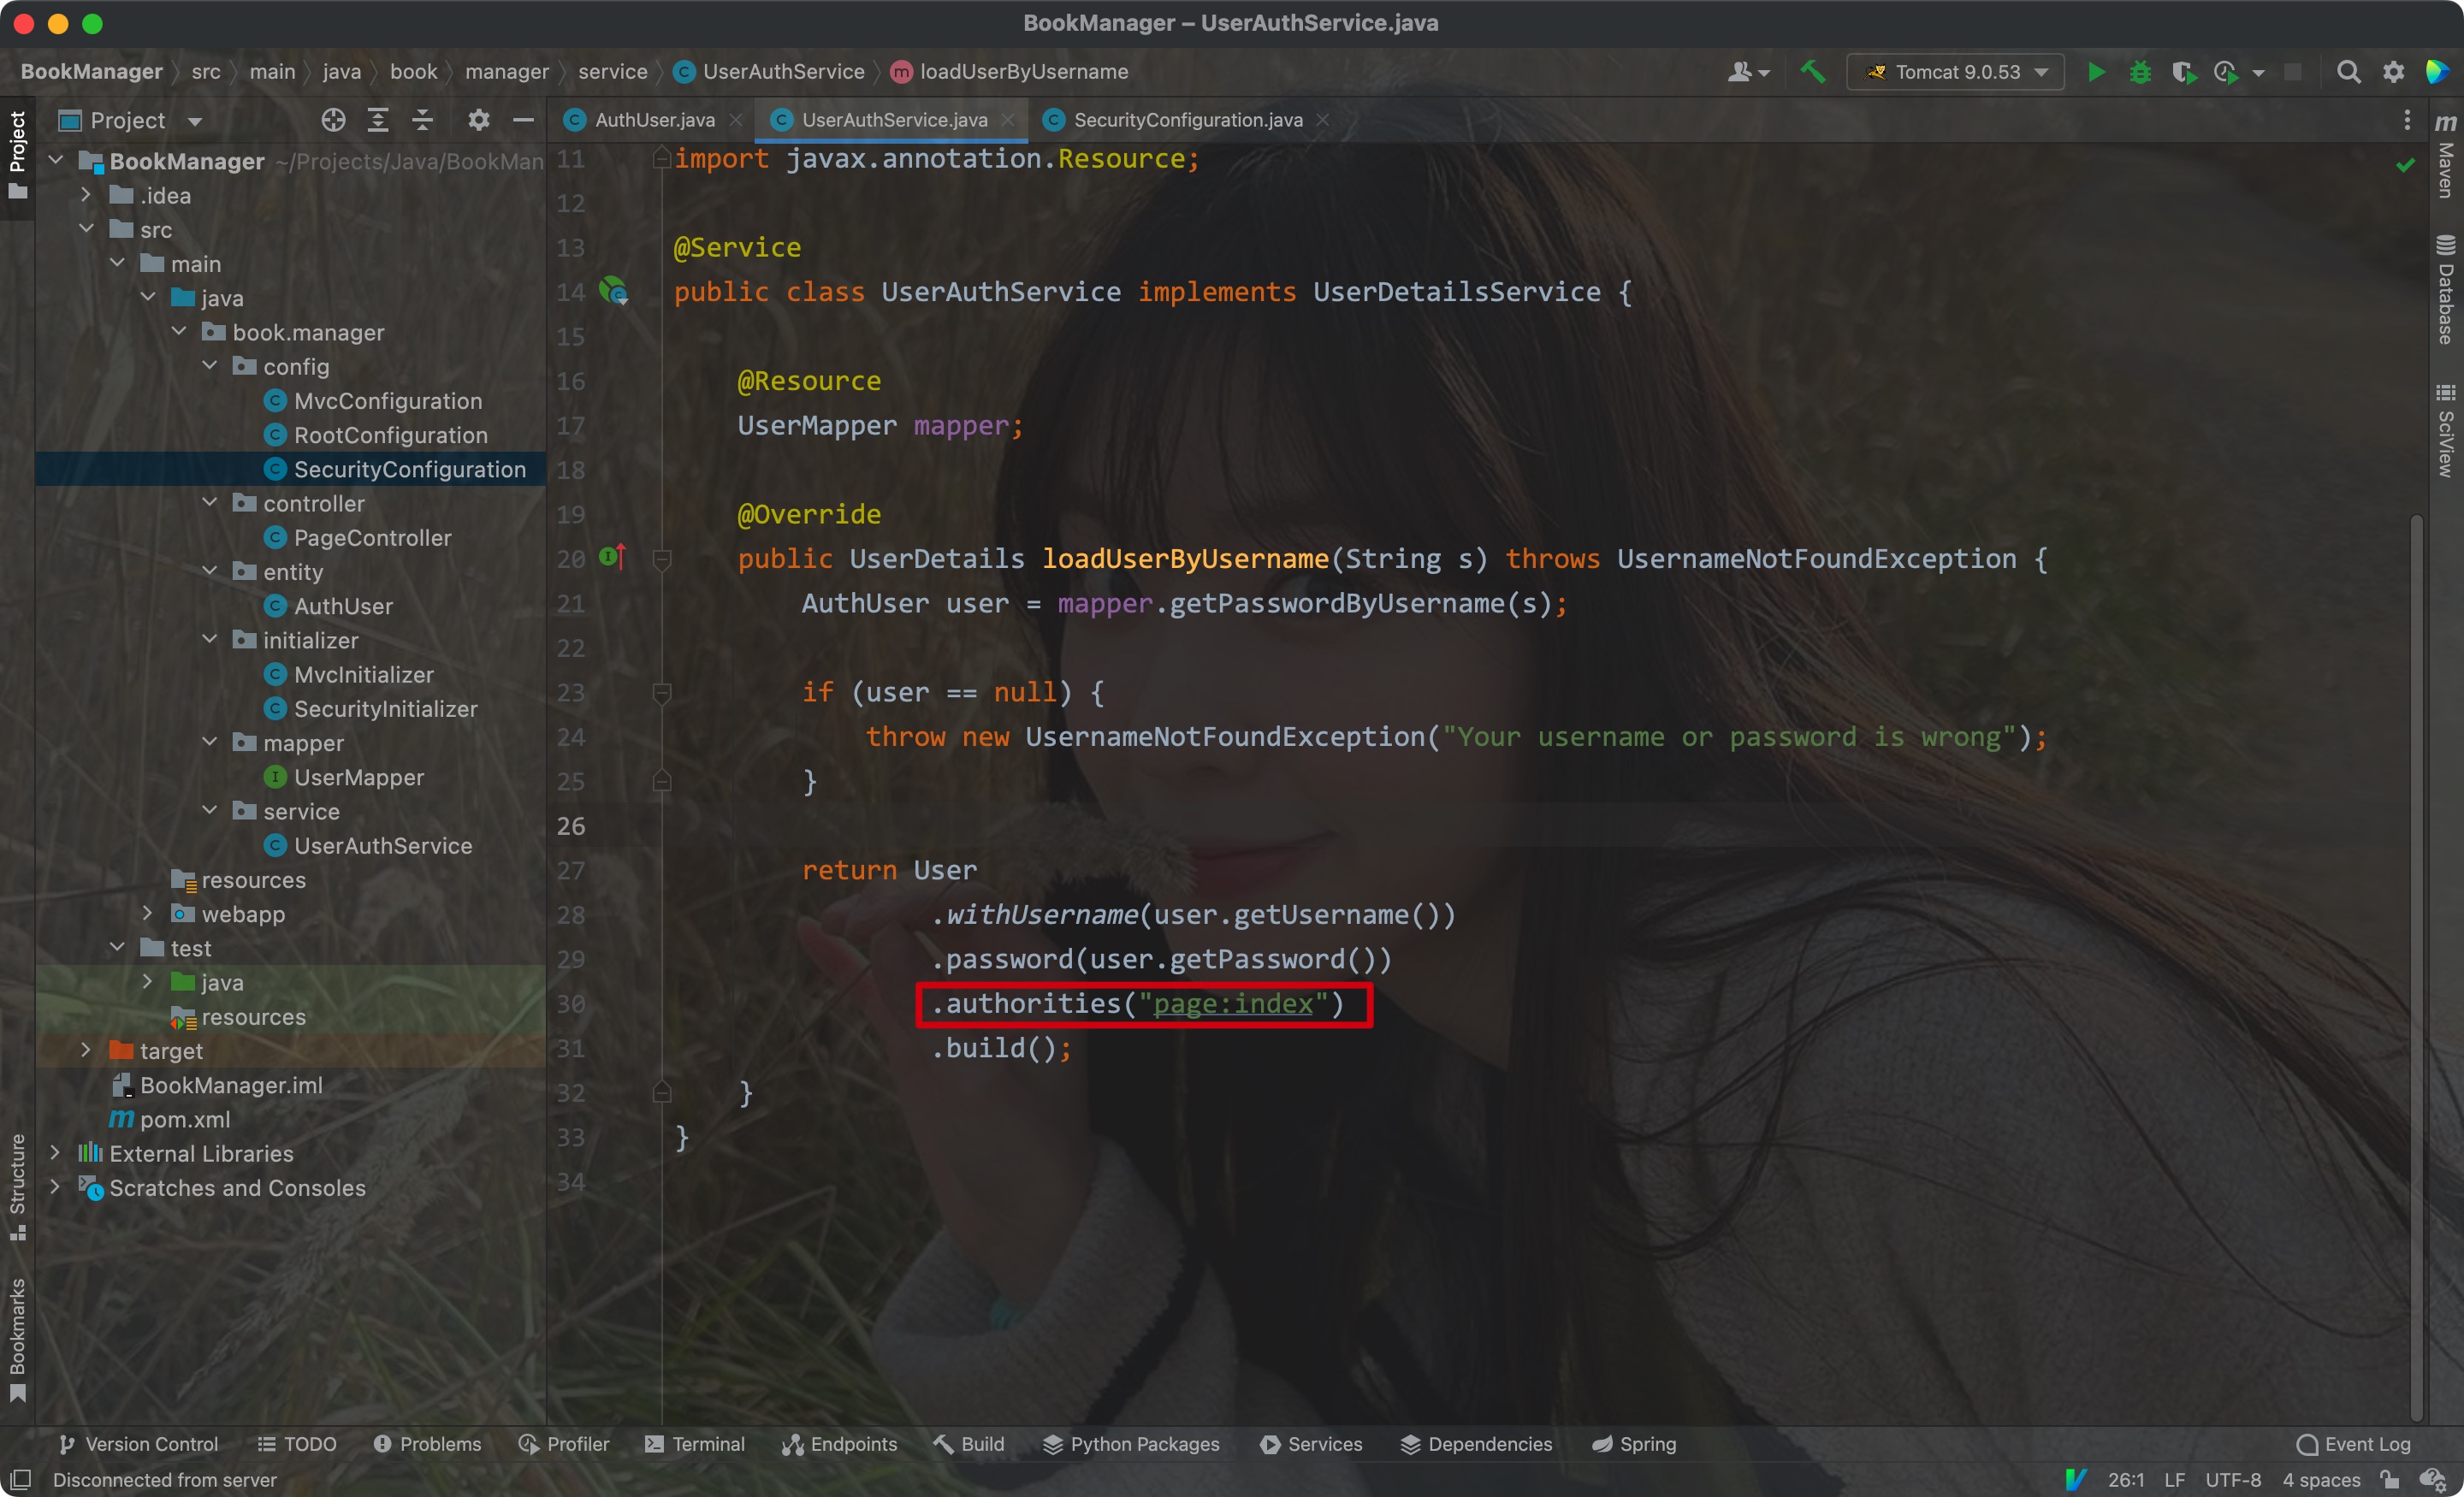 BookManager – UserAuthService.java
BookManager src main java book manager service UserAuthService loadUserByUsername
Tomcat 9.0.53
Project
AuthUser.java UserAuthService.java SecurityConfiguration.java
Project
BookManager ~/Projects/Java/BookMan
.idea
src
main
java
book.manager
config
MvcConfiguration
RootConfiguration
SecurityConfiguration
controller
PageController
entity
AuthUser
initializer
MvcInitializer
SecurityInitializer
mapper
UserMapper
service
UserAuthService
resources
webapp
test
java
resources
target
BookManager.iml
pom.xml
External Libraries
Scratches and Consoles
Structure
Bookmarks
11 import javax.annotation.Resource;
12
13 @Service
14 public class UserAuthService implements UserDetailsService {
15
16 @Resource
17 UserMapper mapper;
18
19 @Override
20 public UserDetails loadUserByUsername(String s) throws UsernameNotFoundException {
21 AuthUser user = mapper.getPasswordByUsername(s);
22
23 if (user == null) {
24 throw new UsernameNotFoundException("Your username or password is wrong");
25 }
26
27 return User
28 .withUsername(user.getUsername())
29 .password(user.getPassword())
30 .authorities("page:index")
31 .build();
32 }
33 }
34
Maven
Database
SciView
Version Control TODO Problems Profiler Terminal Endpoints Build Python Packages Services Dependencies Spring Event Log
Disconnected from server 26:1 LF UTF-8 4 spaces